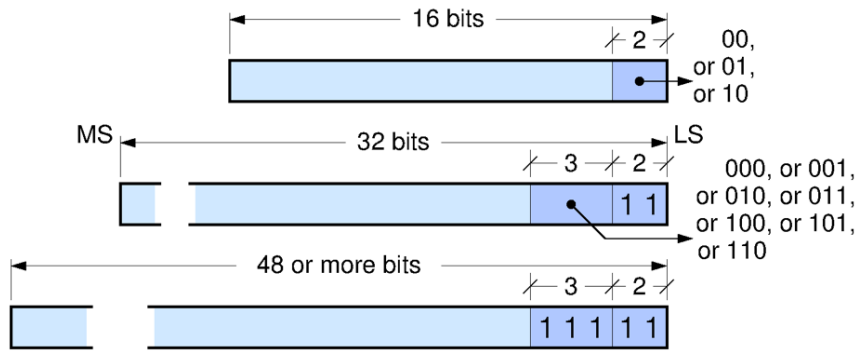 16 bits
2
00,
or 01,
or 10
MS
32 bits
LS
3
2
000, or 001,
or 010, or 011,
or 100, or 101,
or 110
1 1
48 or more bits
3
2
1 1 1 1 1